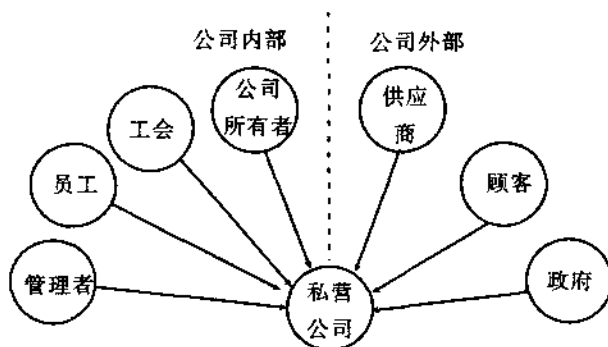 公司内部
公司外部
公司
所有者
供应
商
工会
顾客
员工
管理者
政府
私营
公司